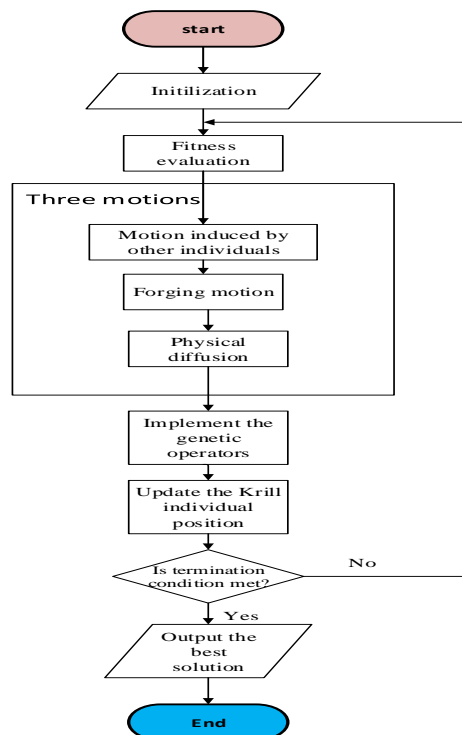 start
Initilization
Fitness
evaluation
Three motions
Motion induced by
other individuals
Forging motion
Physical
diffusion
Implement the
genetic
operators
Update the Krill
individual
position
Is termination
condition met?
No
Yes
Output the
best
solution
End